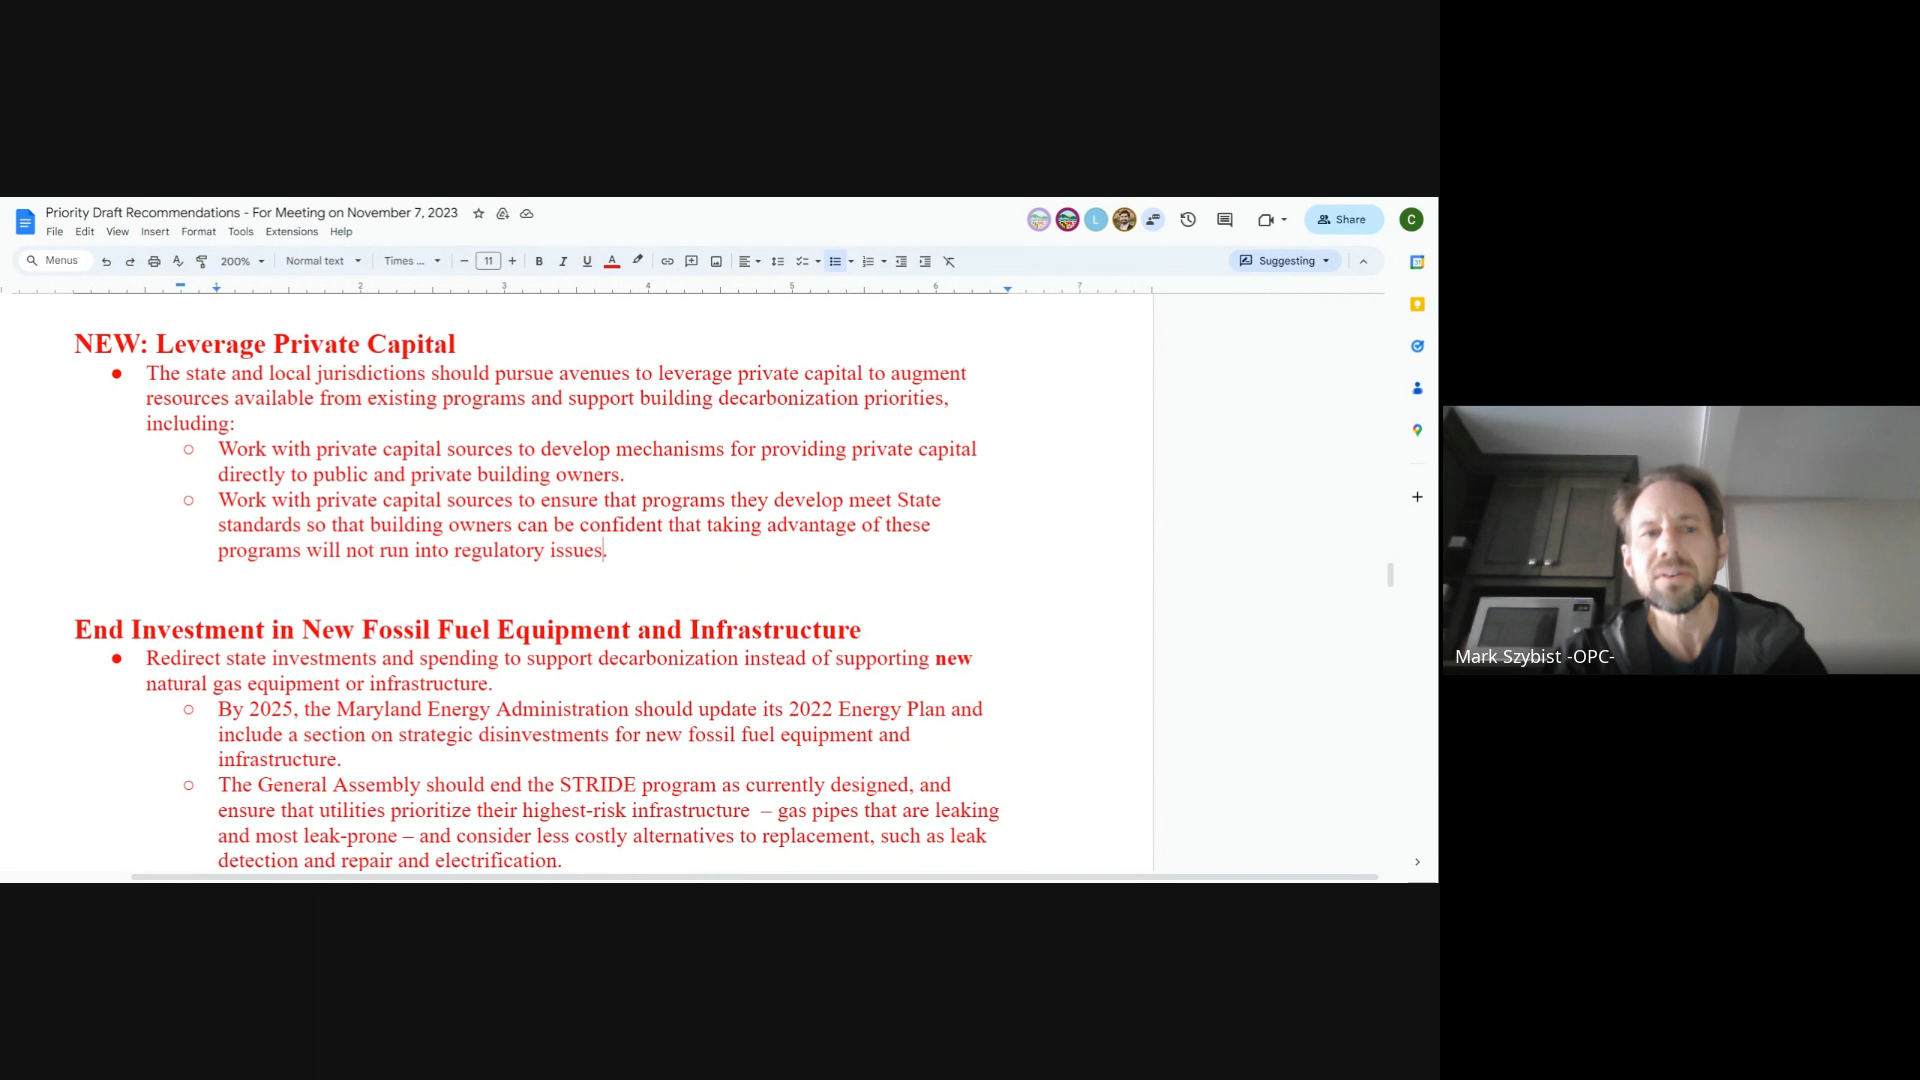 Priority Draft Recommendations - For Meeting on November 7, 2023
File Edit View Insert Format Tools Extensions Help
L
Share
C
Menus
200%
Normal text
Times ...
11
B I U A
Suggesting
1 2 3 4 5 6 7
NEW: Leverage Private Capital
● The state and local jurisdictions should pursue avenues to leverage private capital to augment
resources available from existing programs and support building decarbonization priorities,
including:
○ Work with private capital sources to develop mechanisms for providing private capital
directly to public and private building owners.
○ Work with private capital sources to ensure that programs they develop meet State
standards so that building owners can be confident that taking advantage of these
programs will not run into regulatory issues.
End Investment in New Fossil Fuel Equipment and Infrastructure
● Redirect state investments and spending to support decarbonization instead of supporting new
natural gas equipment or infrastructure.
○ By 2025, the Maryland Energy Administration should update its 2022 Energy Plan and
include a section on strategic disinvestments for new fossil fuel equipment and
infrastructure.
○ The General Assembly should end the STRIDE program as currently designed, and
ensure that utilities prioritize their highest-risk infrastructure – gas pipes that are leaking
and most leak-prone – and consider less costly alternatives to replacement, such as leak
detection and repair and electrification.
Mark Szybist -OPC-